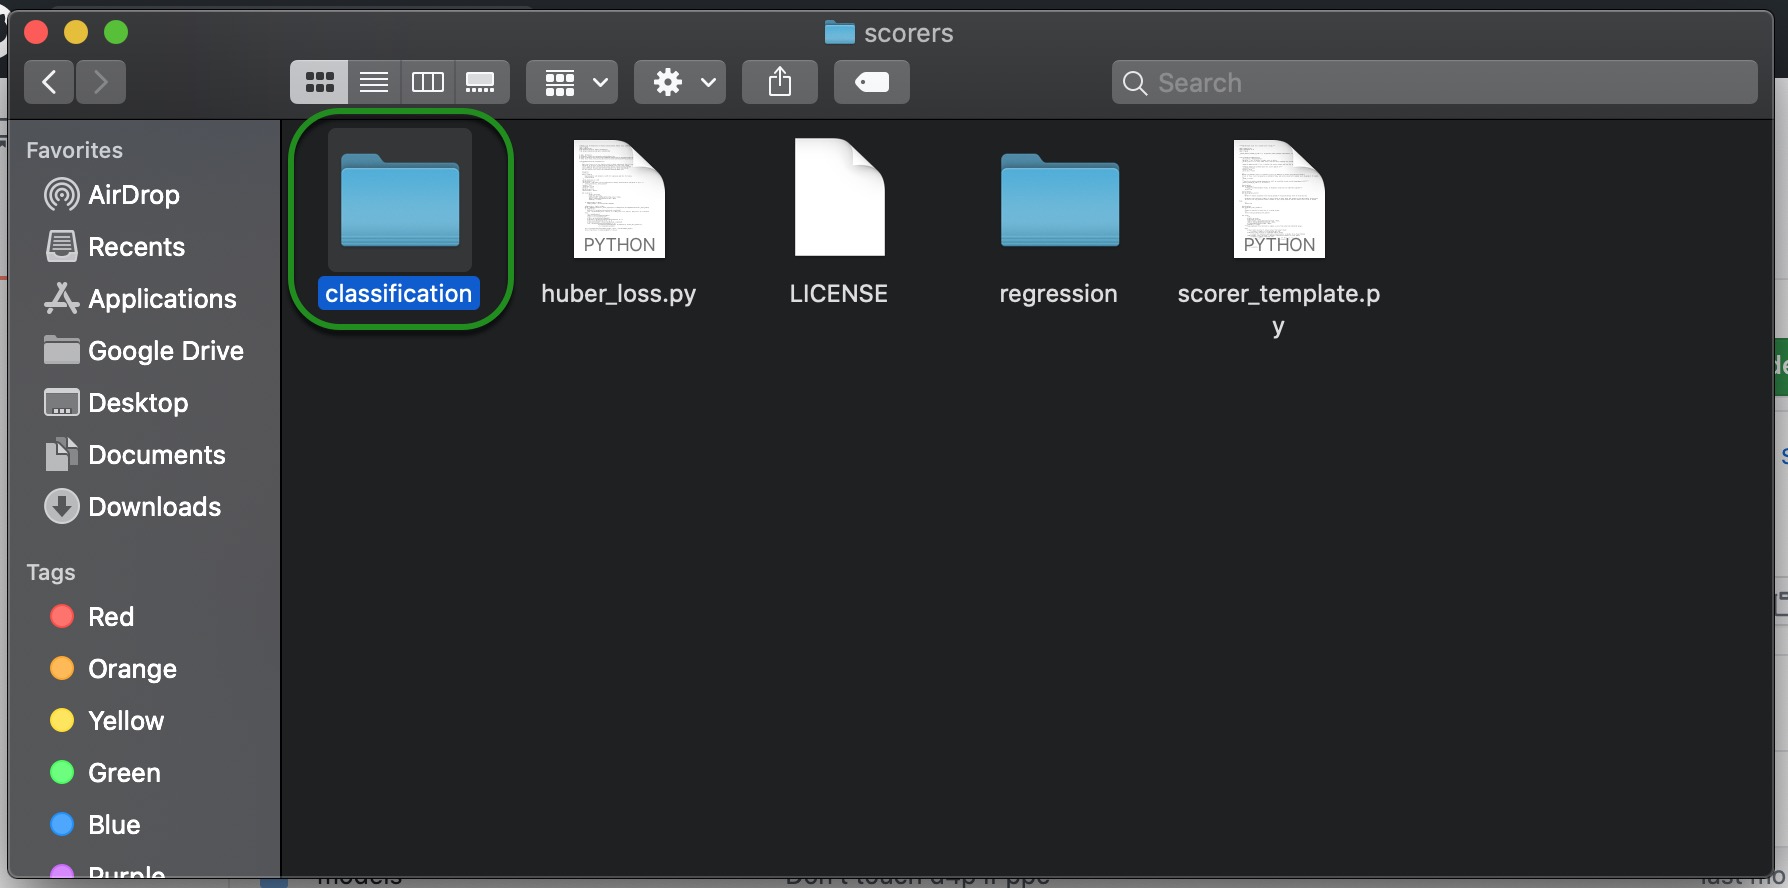 scorers
Search
Favorites
AirDrop
Recents
Applications
Google Drive
Desktop
Documents
Downloads
Tags
Red
Orange
Yellow
Green
Blue
Purple
classification
PYTHON
huber_loss.py
LICENSE
regression
PYTHON
scorer_template.p
y
models